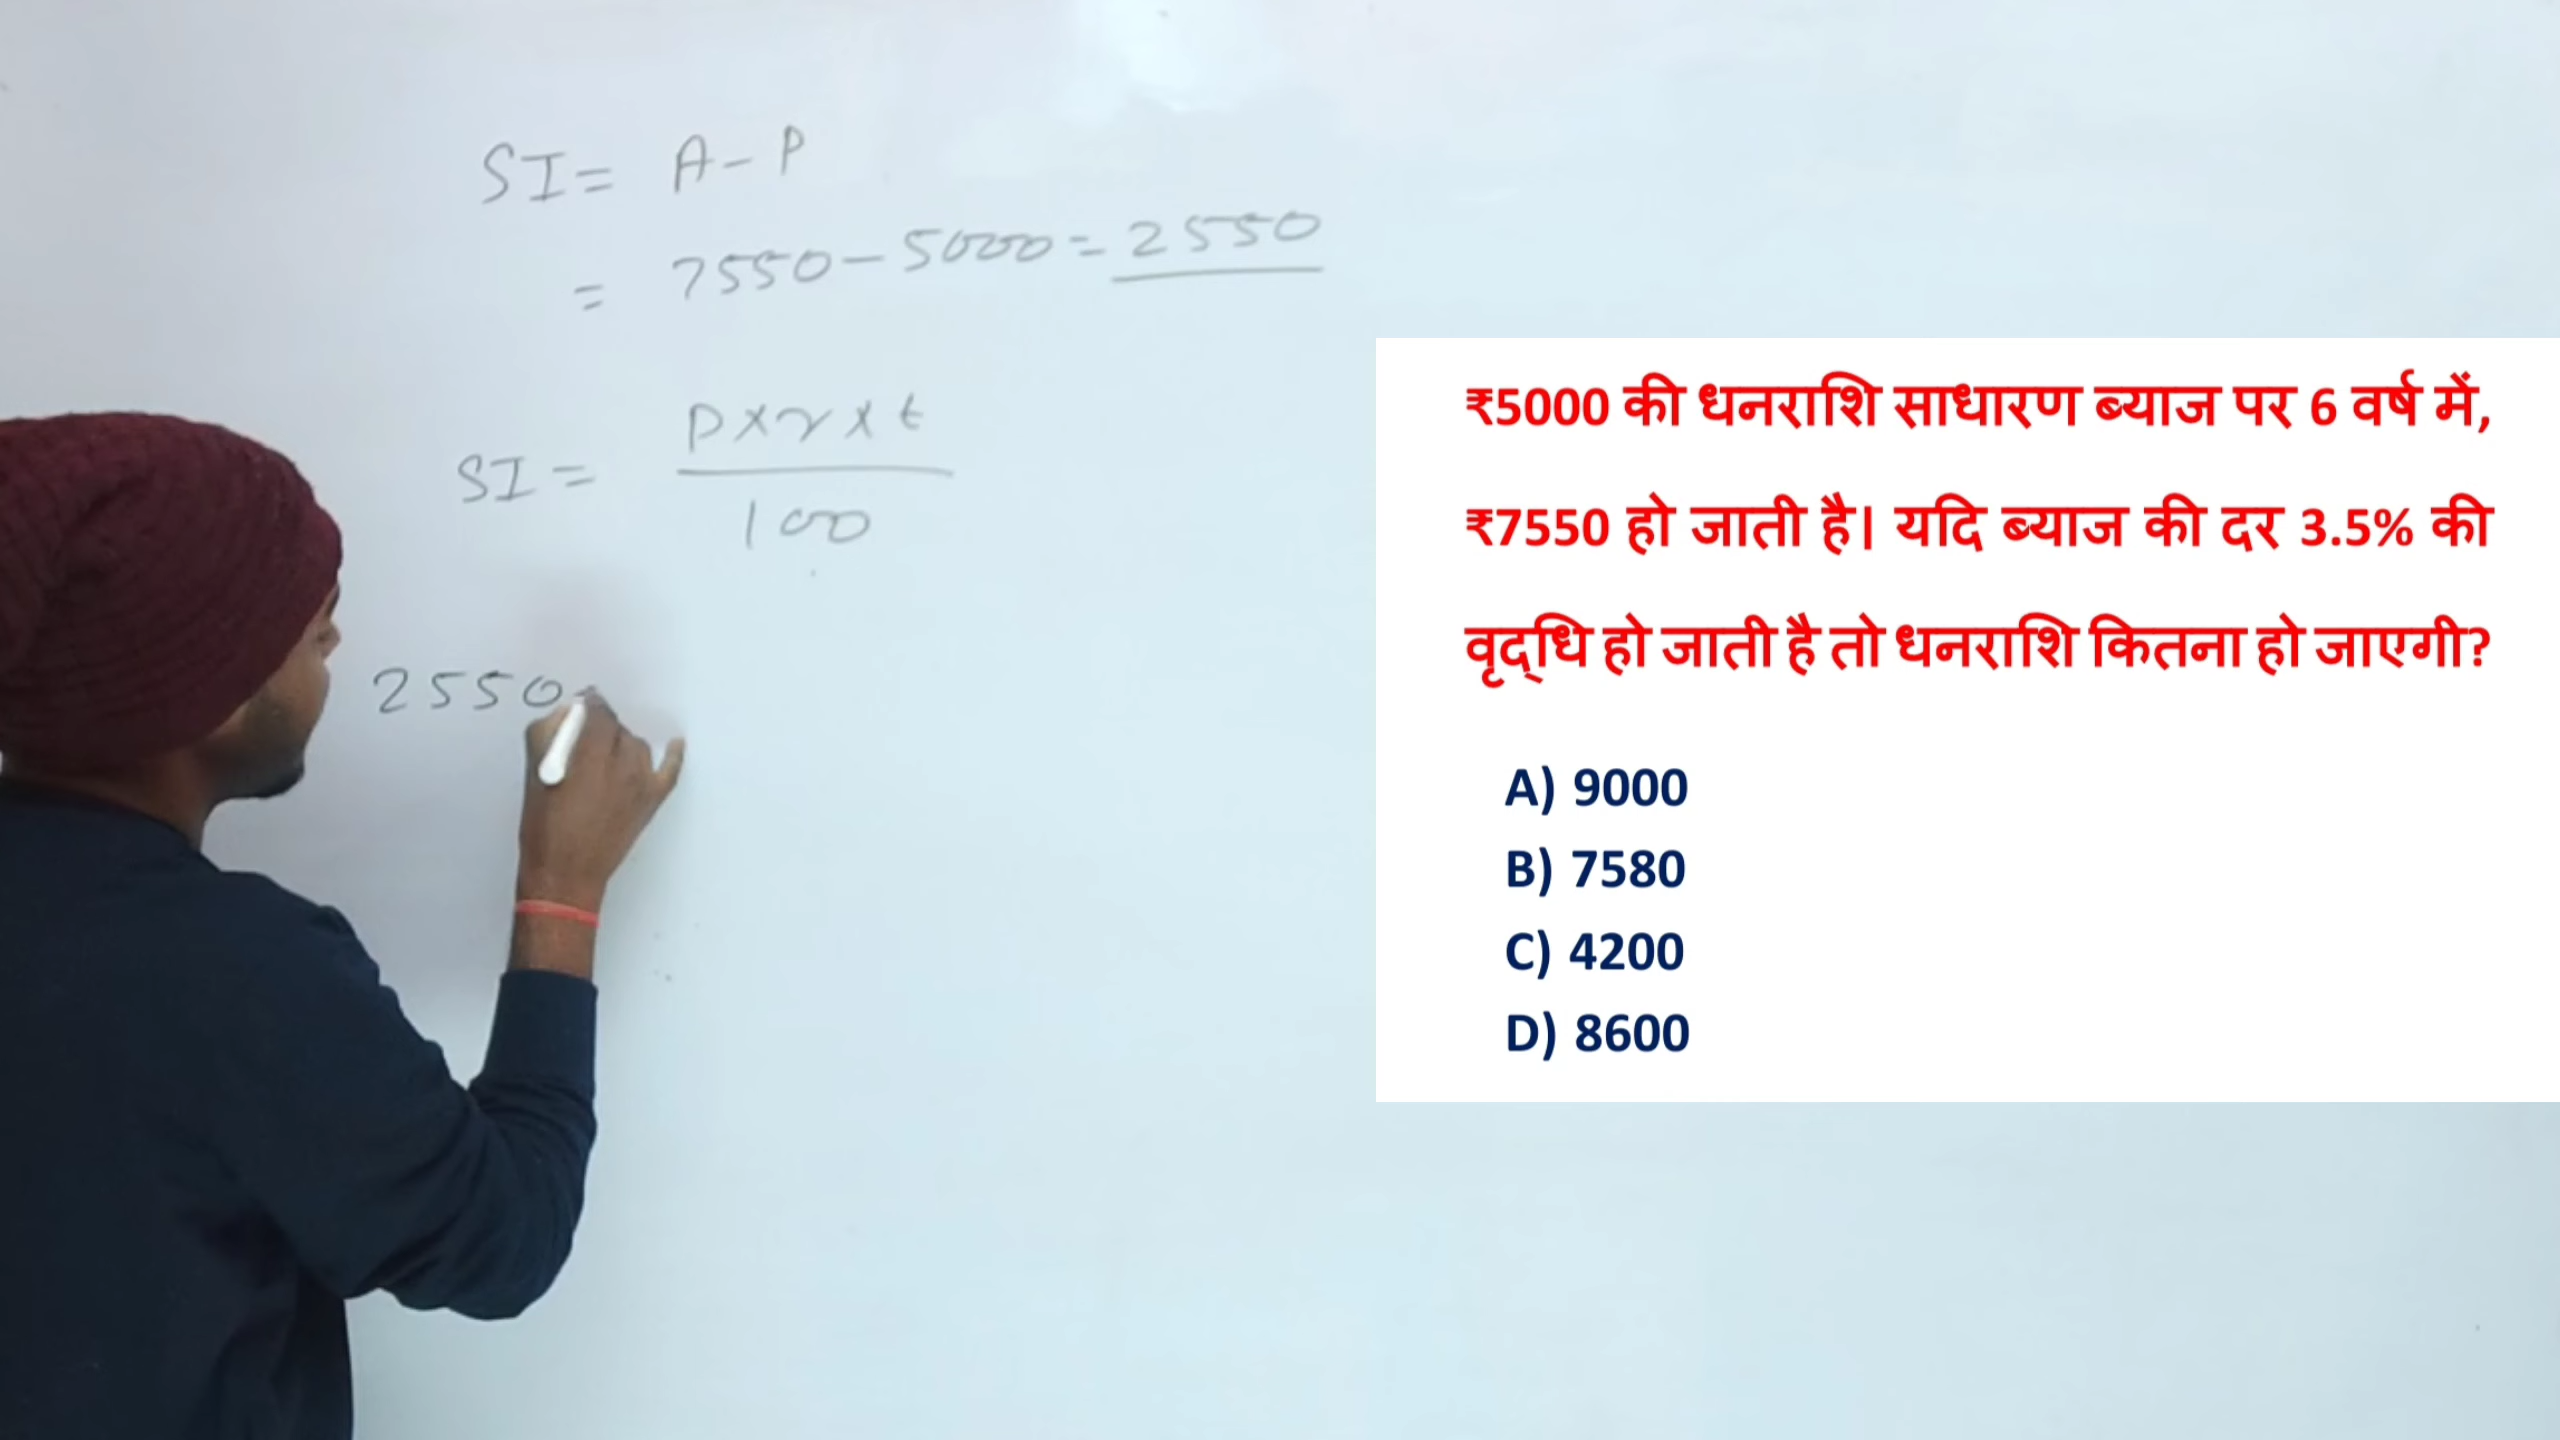 SI = A - P
= 7550 - 5000 = 2550
SI = P × r × t
100
2550 =
₹5000 की धनराशि साधारण ब्याज पर 6 वर्ष में,
₹7550 हो जाती है। यदि ब्याज की दर 3.5% की
वृद्धि हो जाती है तो धनराशि कितना हो जाएगी?
A) 9000
B) 7580
C) 4200
D) 8600